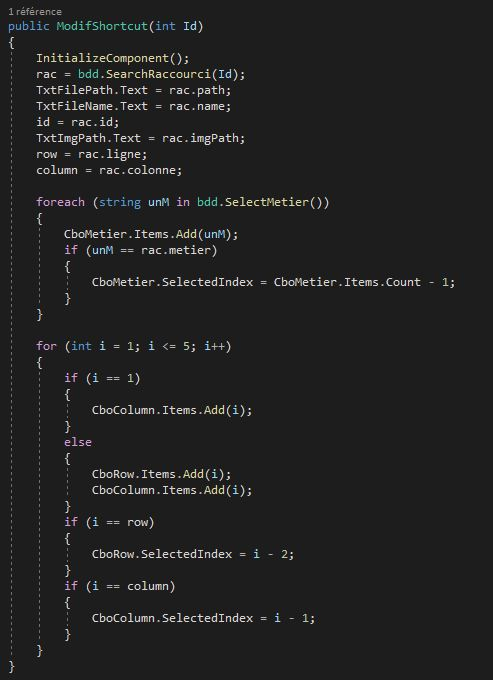 1 référence
public ModifShortcut(int Id)
{
InitializeComponent();
rac = bdd.SearchRaccourci(Id);
TxtFilePath.Text = rac.path;
TxtFileName.Text = rac.name;
id = rac.id;
TxtImgPath.Text = rac.imgPath;
row = rac.ligne;
column = rac.colonne;
foreach (string unM in bdd.SelectMetier())
{
CboMetier.Items.Add(unM);
if (unM == rac.metier)
{
CboMetier.SelectedIndex = CboMetier.Items.Count - 1;
}
}
for (int i = 1; i <= 5; i++)
{
if (i == 1)
{
CboColumn.Items.Add(i);
}
else
{
CboRow.Items.Add(i);
CboColumn.Items.Add(i);
}
if (i == row)
{
CboRow.SelectedIndex = i - 2;
}
if (i == column)
{
CboColumn.SelectedIndex = i - 1;
}
}
}